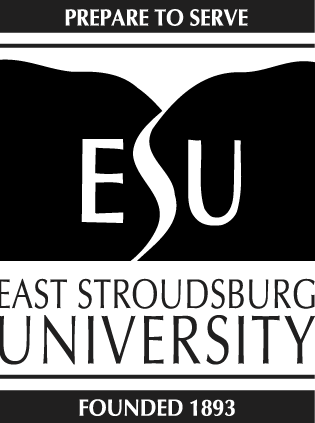 PREPARE TO SERVE
ESU
EAST STROUDSBURG
UNIVERSITY
FOUNDED 1893